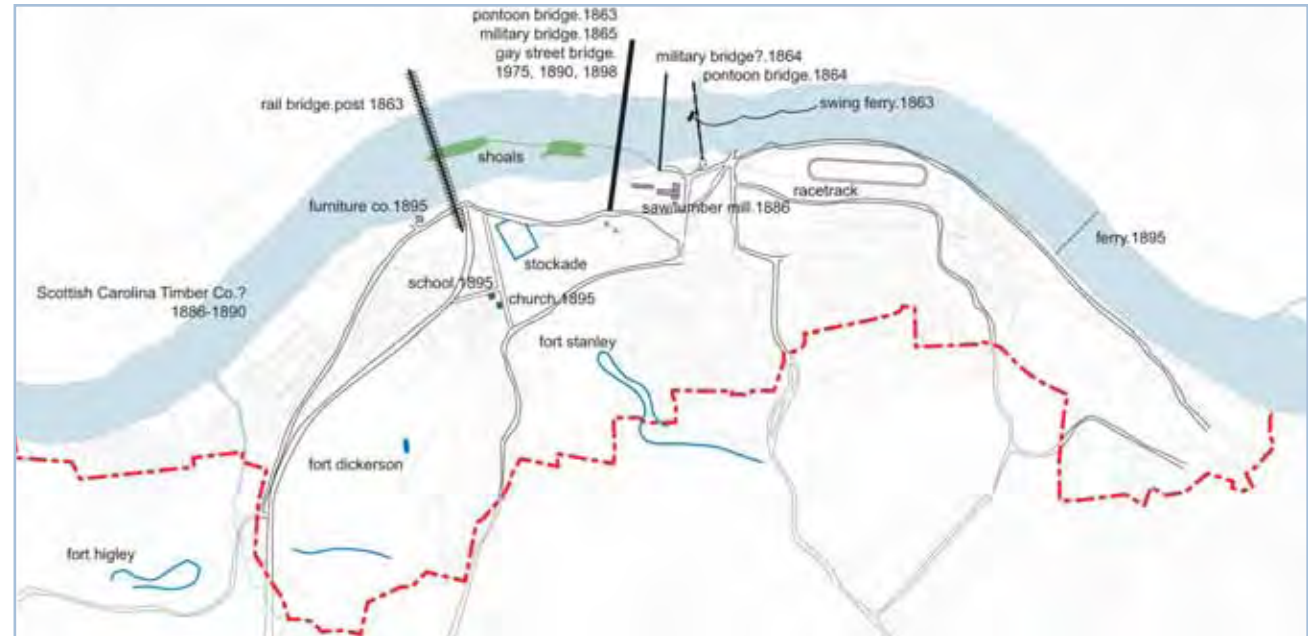 pontoon bridge.1863
military bridge.1865
gay street bridge.
1975, 1890, 1898
military bridge?.1864
pontoon bridge.1864
rail bridge.post 1863
swing ferry.1863
shoals
racetrack
furniture co.1895
saw/lumber mill.1886
ferry.1895
stockade
school.1895
church.1895
Scottish Carolina Timber Co.?
1886-1890
fort stanley
fort dickerson
fort higley